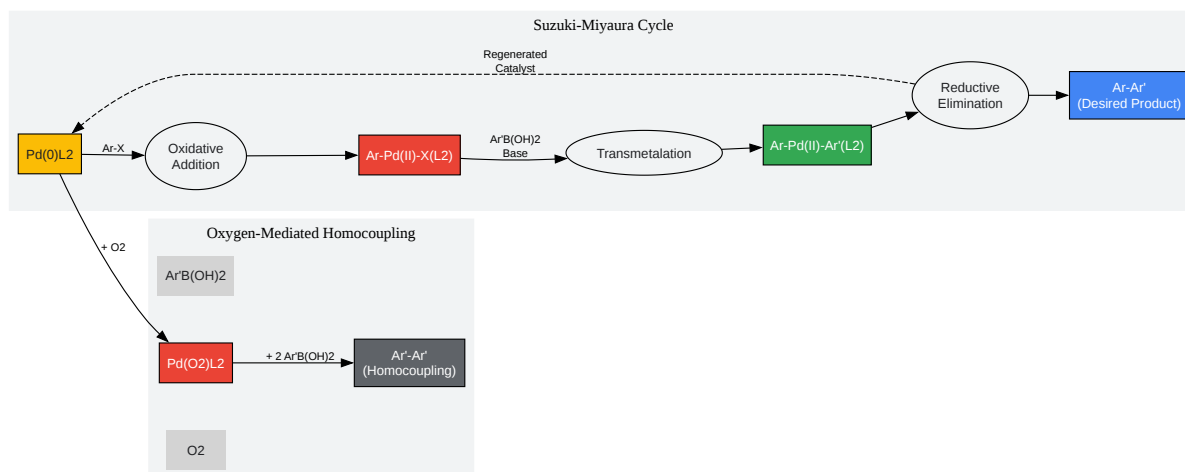 Suzuki-Miyaura Cycle
Regenerated
Catalyst
Reductive
Elimination
Ar-Ar'
(Desired Product)
Pd(0)L2
Ar-X
Oxidative
Addition
Ar-Pd(II)-X(L2)
Ar'B(OH)2
Base
Transmetalation
Ar-Pd(II)-Ar'(L2)
+ O2
Oxygen-Mediated Homocoupling
Ar'B(OH)2
Pd(O2)L2
+ 2 Ar'B(OH)2
Ar'-Ar'
(Homocoupling)
O2